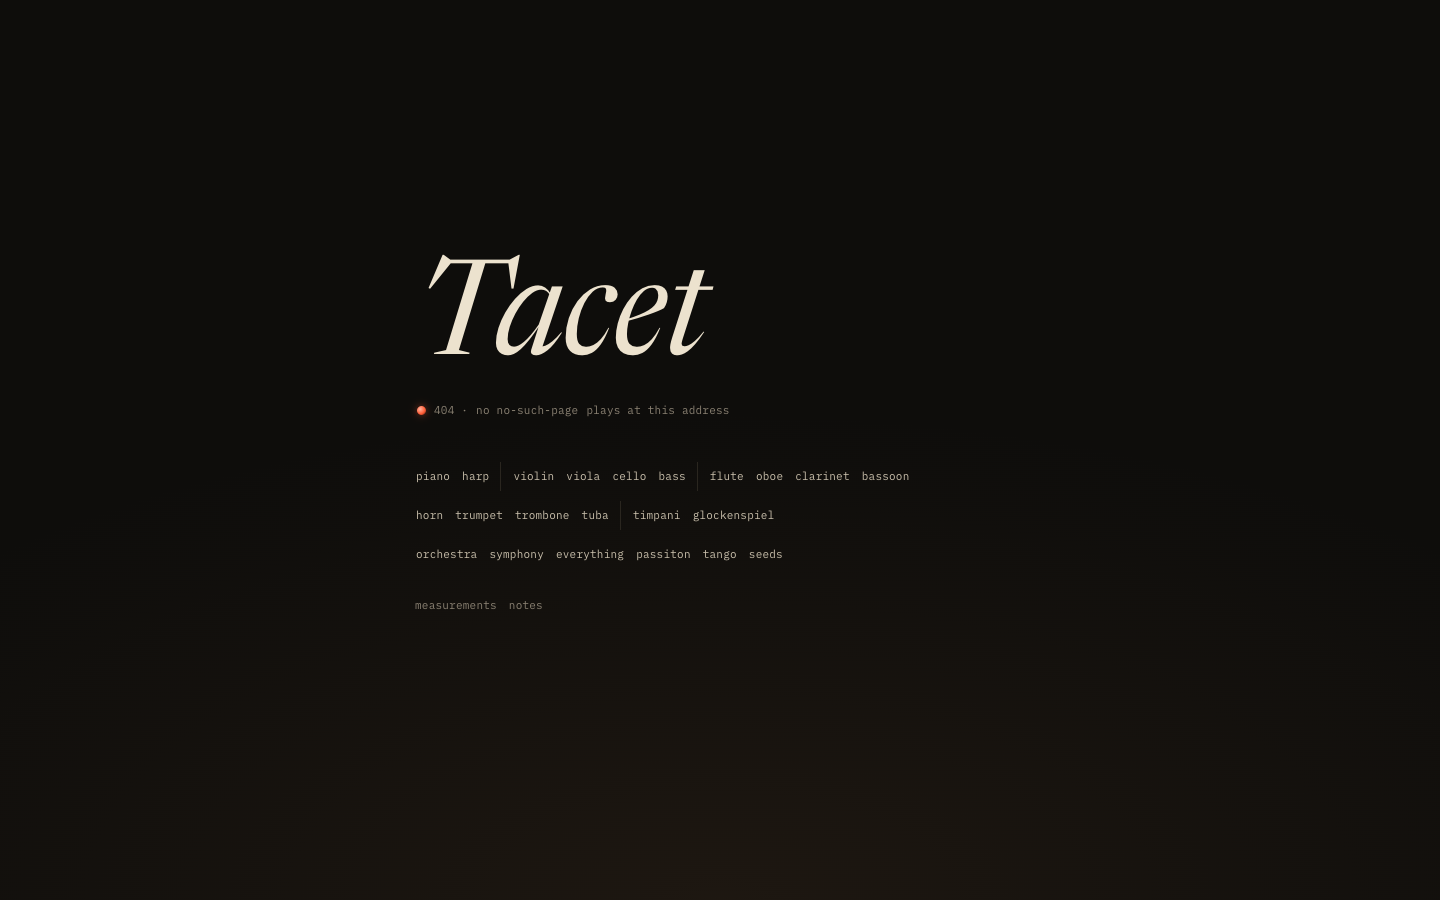 Tacet
404 · no no-such-page plays at this address
piano harp violin viola cello bass flute oboe clarinet bassoon
horn trumpet trombone tuba timpani glockenspiel
orchestra symphony everything passiton tango seeds
measurements notes